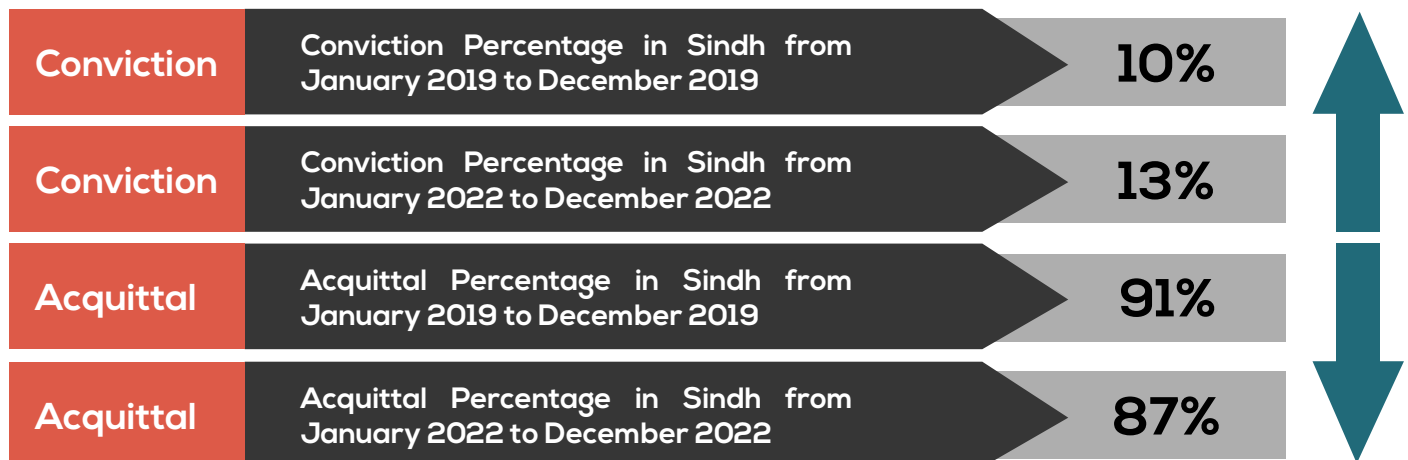 Conviction
Conviction Percentage in Sindh from
January 2019 to December 2019
10%
Conviction
Conviction Percentage in Sindh from
January 2022 to December 2022
13%
Acquittal
Acquittal Percentage in Sindh from
January 2019 to December 2019
91%
Acquittal
Acquittal Percentage in Sindh from
January 2022 to December 2022
87%